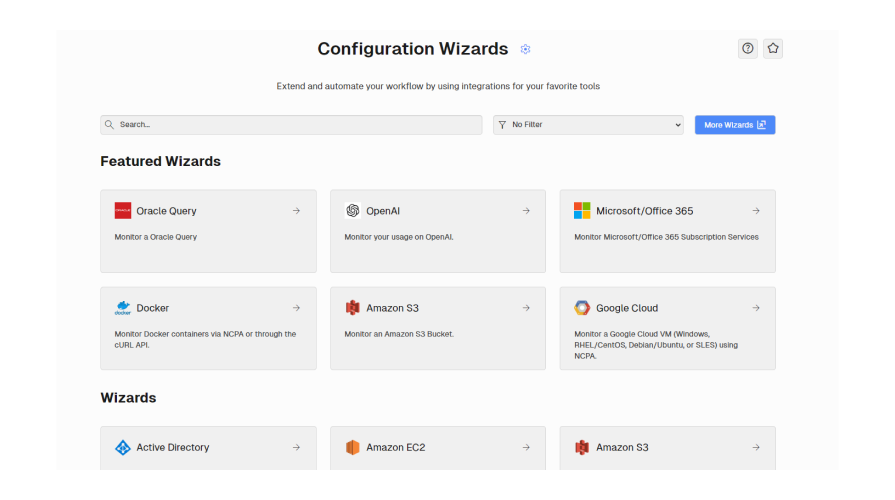 Configuration Wizards
Extend and automate your workflow by using integrations for your favorite tools
Search...
No Filter
More Wizards
Featured Wizards
Oracle Query
Monitor a Oracle Query
OpenAI
Monitor your usage on OpenAI.
Microsoft/Office 365
Monitor Microsoft/Office 365 Subscription Services
docker
Docker
Monitor Docker containers via NCPA or through the
cURL API.
Amazon S3
Monitor an Amazon S3 Bucket.
Google Cloud
Monitor a Google Cloud VM (Windows,
RHEL/CentOS, Debian/Ubuntu, or SLES) using
NCPA.
Wizards
Active Directory
Amazon EC2
Amazon S3